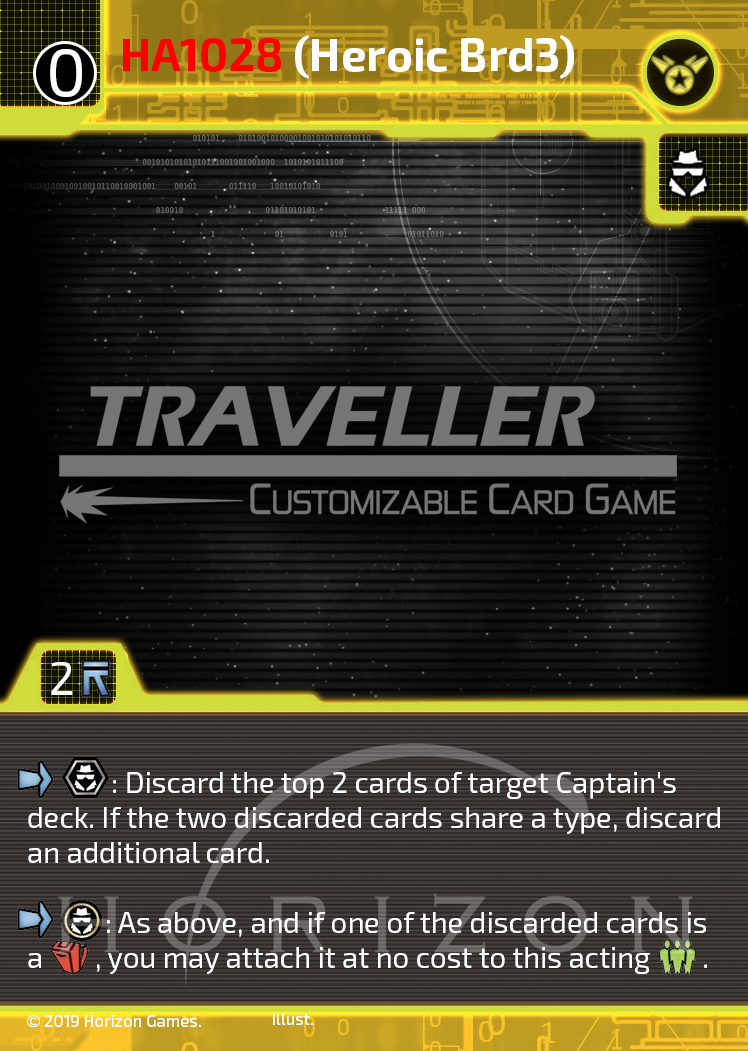 0
HA1028 (Heroic Brd3)
TRAVELLER
CUSTOMIZABLE CARD GAME
2
: Discard the top 2 cards of target Captain's
deck. If the two discarded cards share a type, discard
an additional card.
HORIZON
: As above, and if one of the discarded cards is
a , you may attach it at no cost to this acting .
© 2019 Horizon Games.
Illust.